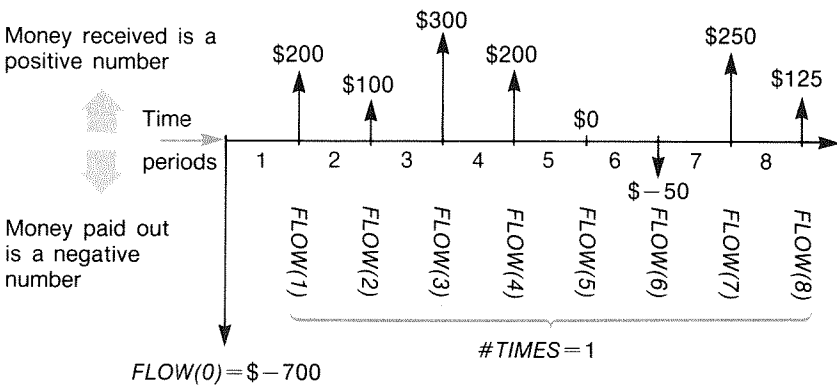 Money received is a
positive number
$200
$100
$300
$200
$0
$−50
$250
$125
Time
periods
1 2 3 4 5 6 7 8
Money paid out
is a negative
number
FLOW(1)
FLOW(2)
FLOW(3)
FLOW(4)
FLOW(5)
FLOW(6)
FLOW(7)
FLOW(8)
#TIMES=1
FLOW(0)=$−700